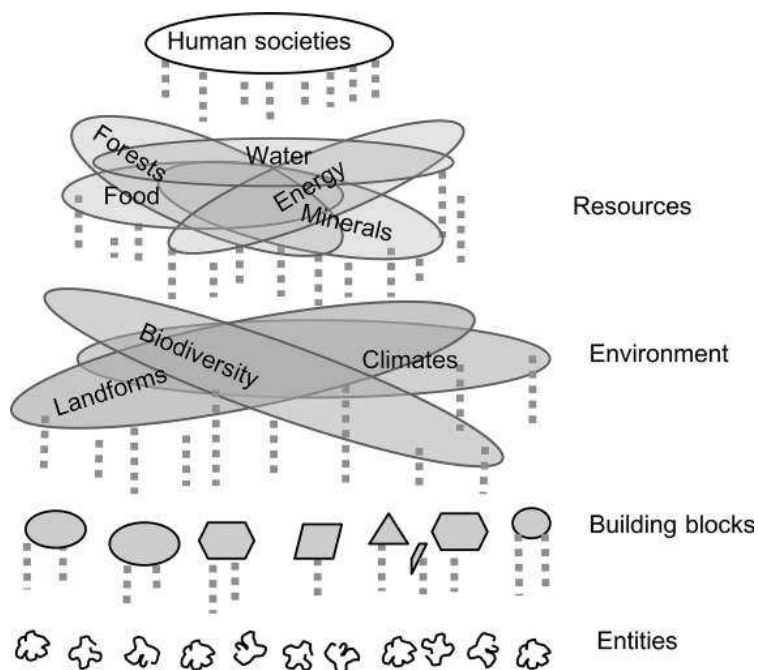 Human societies
Forests
Water
Energy
Food
Minerals
Resources
Biodiversity
Climates
Landforms
Environment
Building blocks
Entities